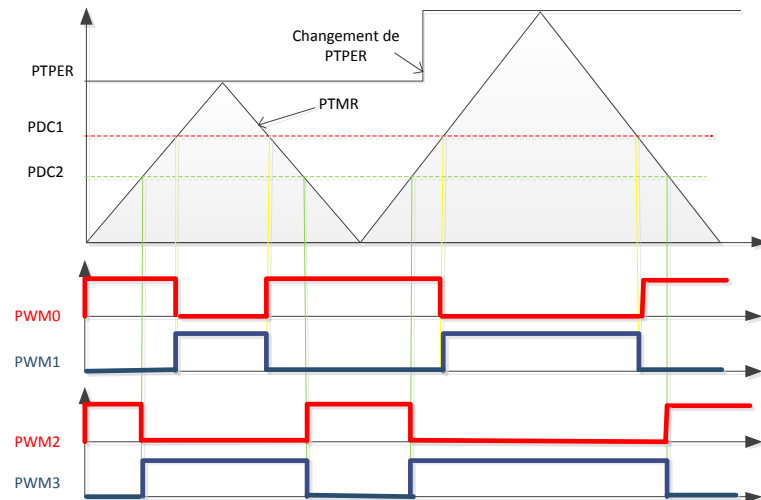 Changement de
PTPER
PTPER
PTMR
PDC1
PDC2
PWM0
PWM1
PWM2
PWM3